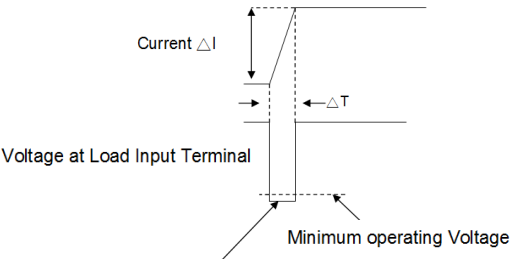 Current △I
△T
Voltage at Load Input Terminal
Minimum operating Voltage